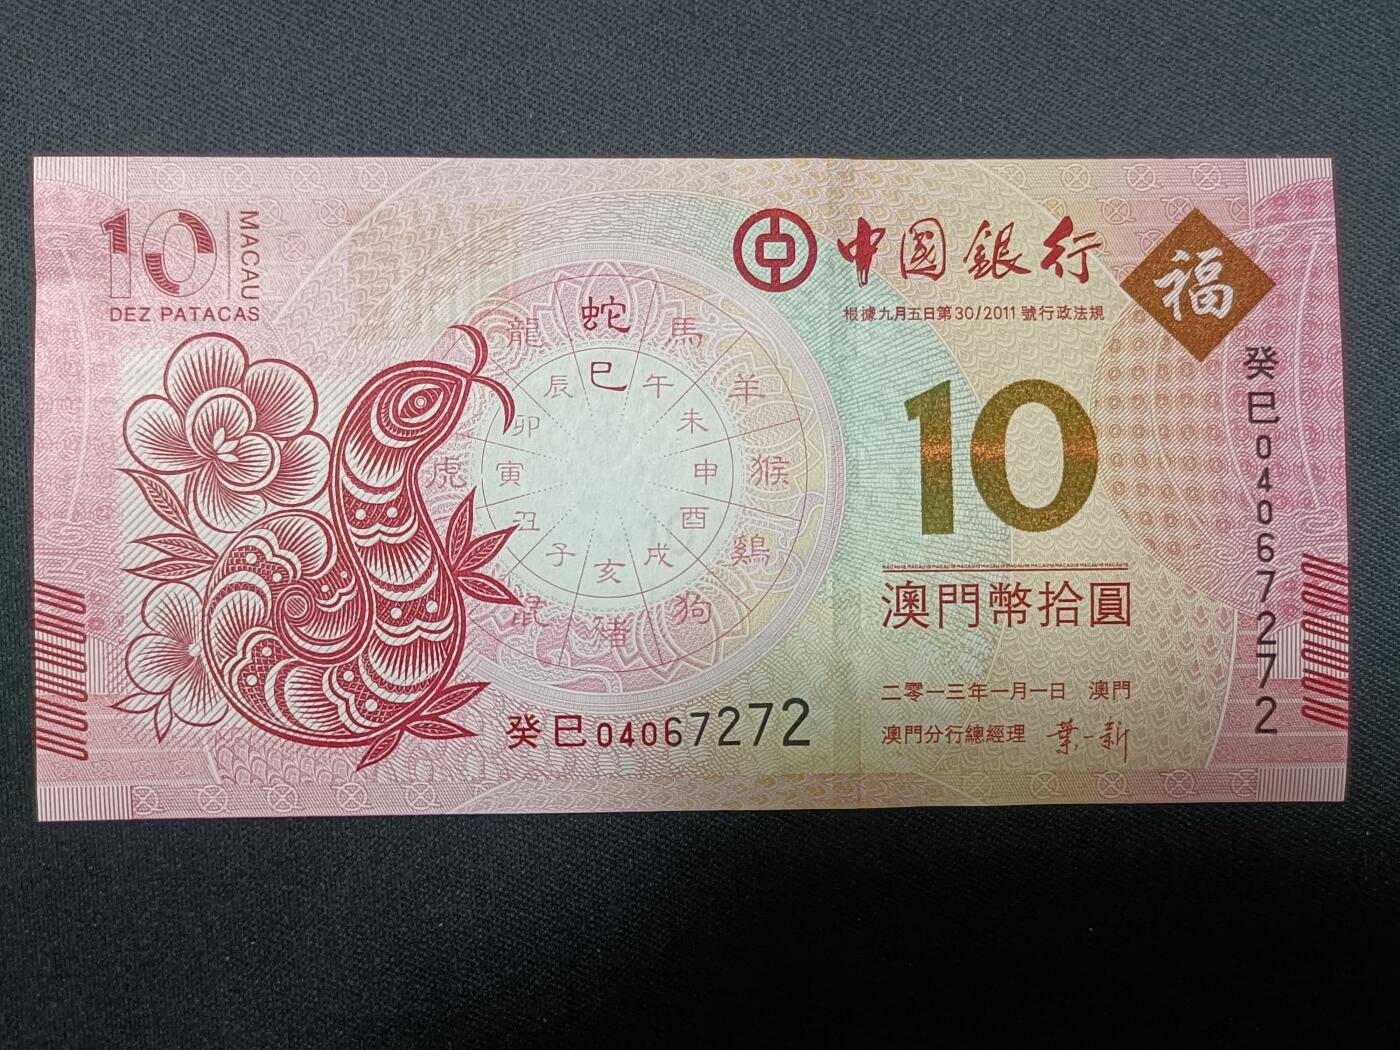 10
MACAU
DEZ PATACAS
中國銀行
福
根據九月五日第30/2011號行政法規
龍 蛇 馬 羊 猴 鷄 狗 豬 鼠 虎
辰 巳 午 未 申 酉 戌 亥 子 丑 寅 卯
10
澳門幣拾圓
二零一三年一月一日 澳門
澳門分行總經理 葉一新
癸巳04067272
癸巳04067272